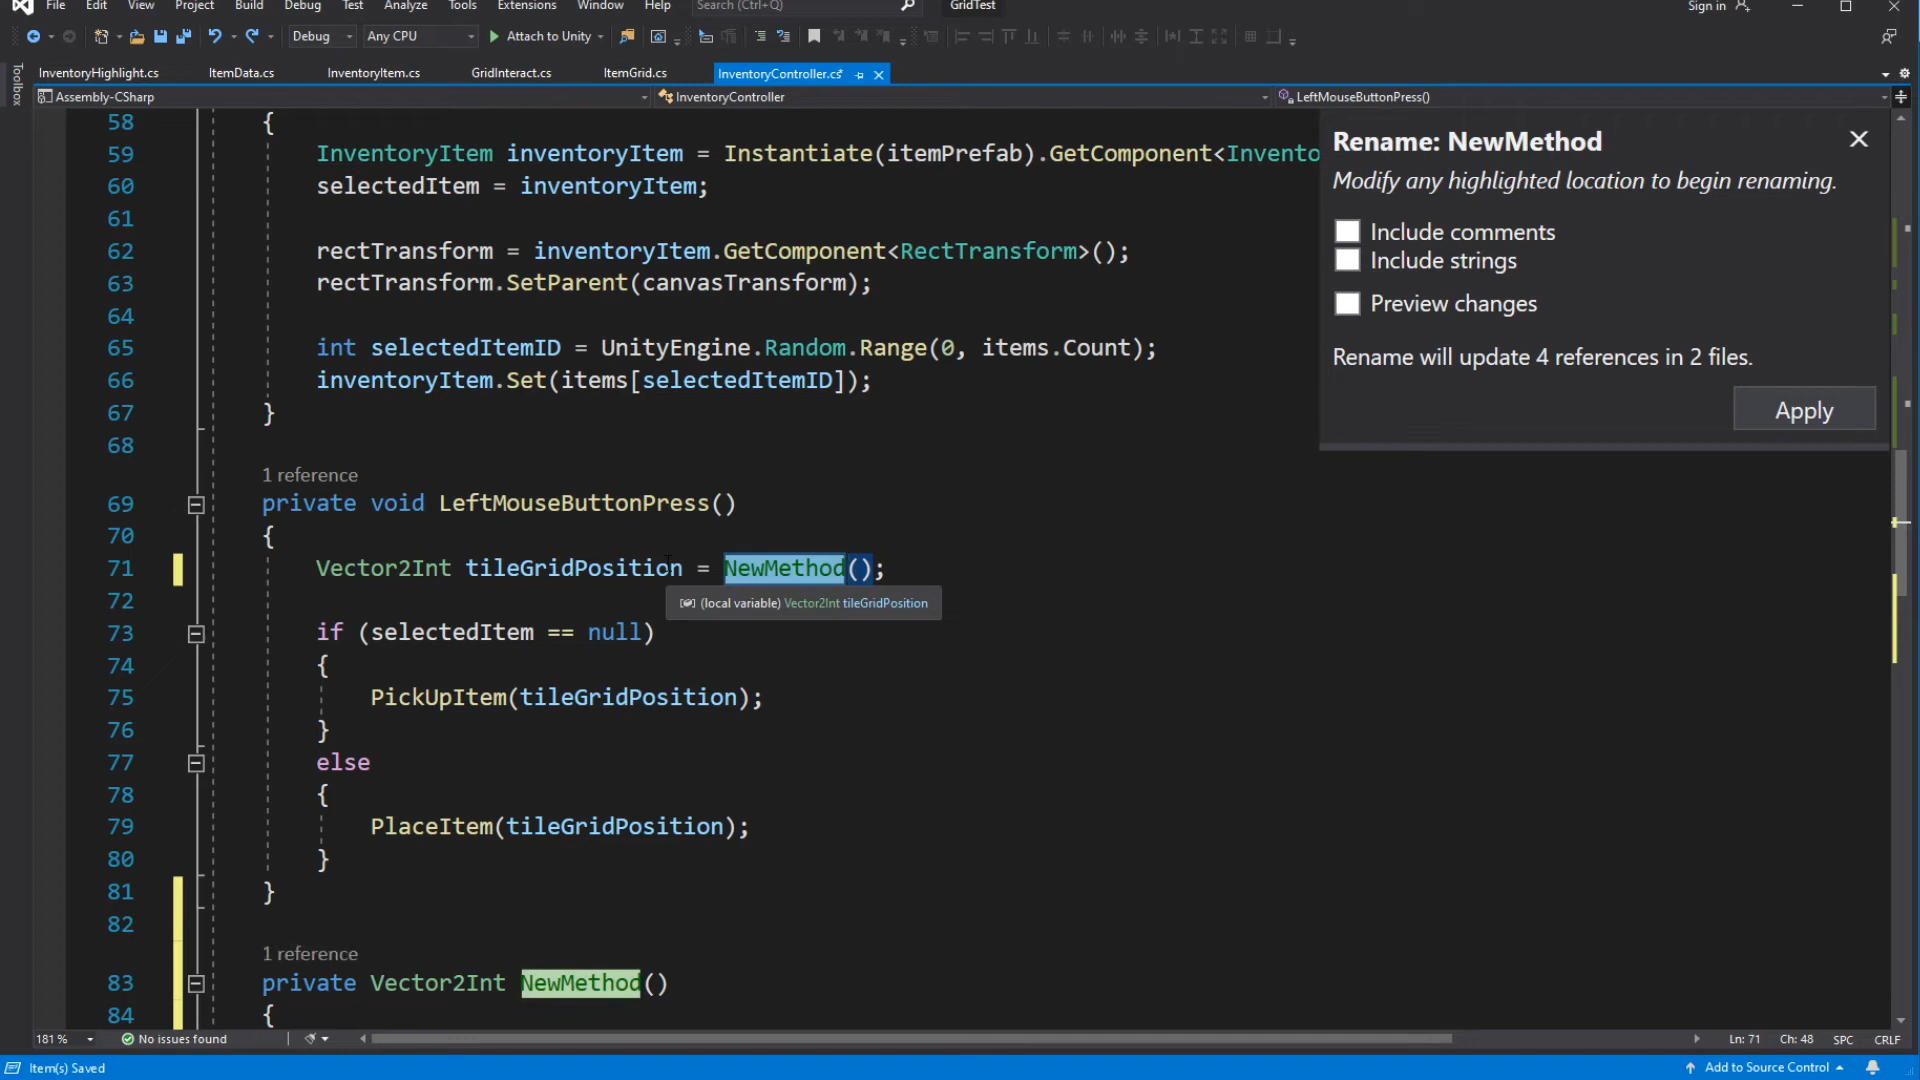 File Edit View Project Build Debug Test Analyze Tools Extensions Window Help Search (Ctrl+Q) GridTest Sign in
Debug Any CPU Attach to Unity
Toolbox
InventoryHighlight.cs ItemData.cs InventoryItem.cs GridInteract.cs ItemGrid.cs InventoryController.cs*
Assembly-CSharp InventoryController LeftMouseButtonPress()
58 {
59 InventoryItem inventoryItem = Instantiate(itemPrefab).GetComponent<Invento
60 selectedItem = inventoryItem;
61
62 rectTransform = inventoryItem.GetComponent<RectTransform>();
63 rectTransform.SetParent(canvasTransform);
64
65 int selectedItemID = UnityEngine.Random.Range(0, items.Count);
66 inventoryItem.Set(items[selectedItemID]);
67 }
68
1 reference
69 private void LeftMouseButtonPress()
70 {
71 Vector2Int tileGridPosition = NewMethod();
72
(local variable) Vector2Int tileGridPosition
73 if (selectedItem == null)
74 {
75 PickUpItem(tileGridPosition);
76 }
77 else
78 {
79 PlaceItem(tileGridPosition);
80 }
81 }
82
1 reference
83 private Vector2Int NewMethod()
84 {
Rename: NewMethod
Modify any highlighted location to begin renaming.
Include comments
Include strings
Preview changes
Rename will update 4 references in 2 files.
Apply
181 % No issues found Ln: 71 Ch: 48 SPC CRLF
Item(s) Saved Add to Source Control